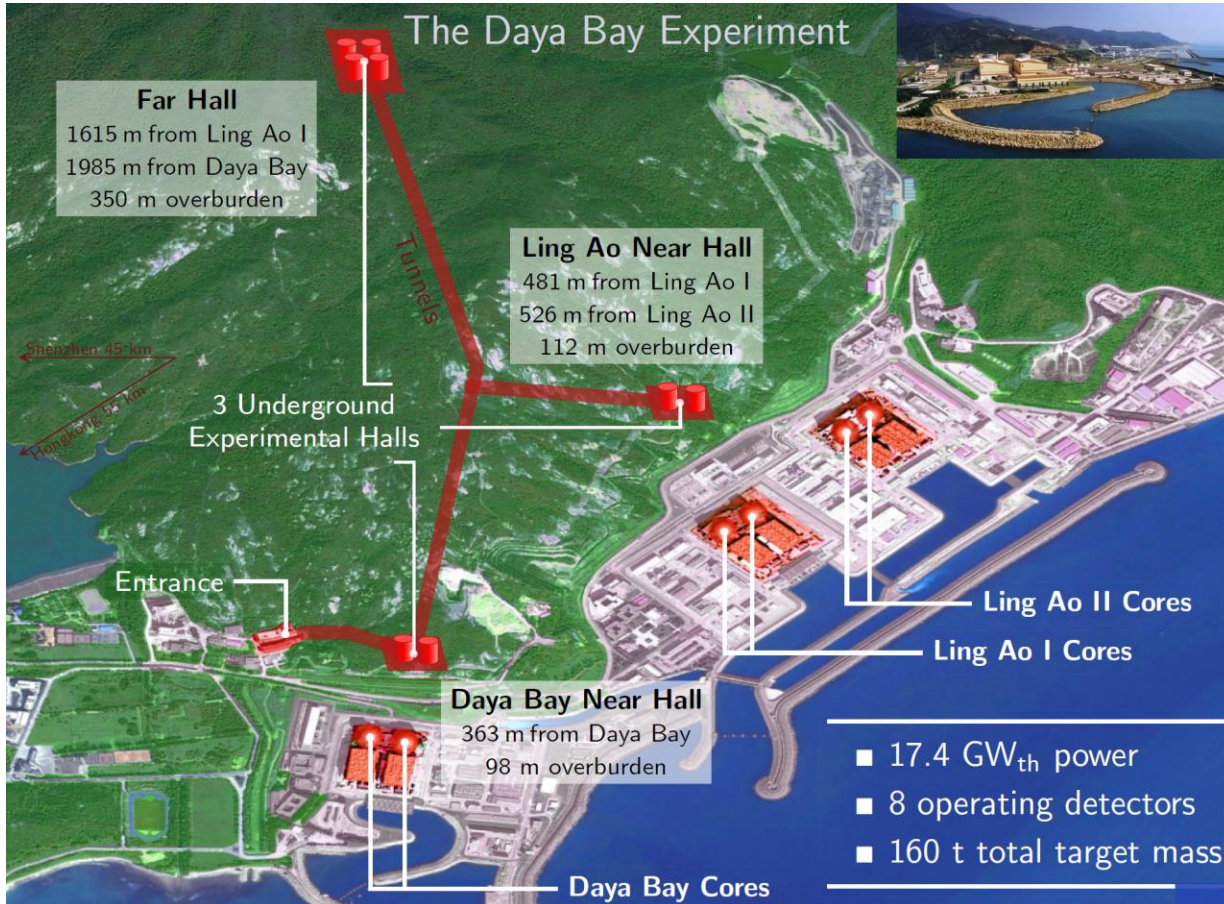 The Daya Bay Experiment
Far Hall
1615 m from Ling Ao I
1985 m from Daya Bay
350 m overburden
Tunnels
Ling Ao Near Hall
481 m from Ling Ao I
526 m from Ling Ao II
112 m overburden
Shenzhen 45 km
Hongkong 55 km
3 Underground
Experimental Halls
Entrance
Ling Ao II Cores
Ling Ao I Cores
Daya Bay Near Hall
363 m from Daya Bay
98 m overburden
■ 17.4 GWth power
■ 8 operating detectors
■ 160 t total target mass
Daya Bay Cores